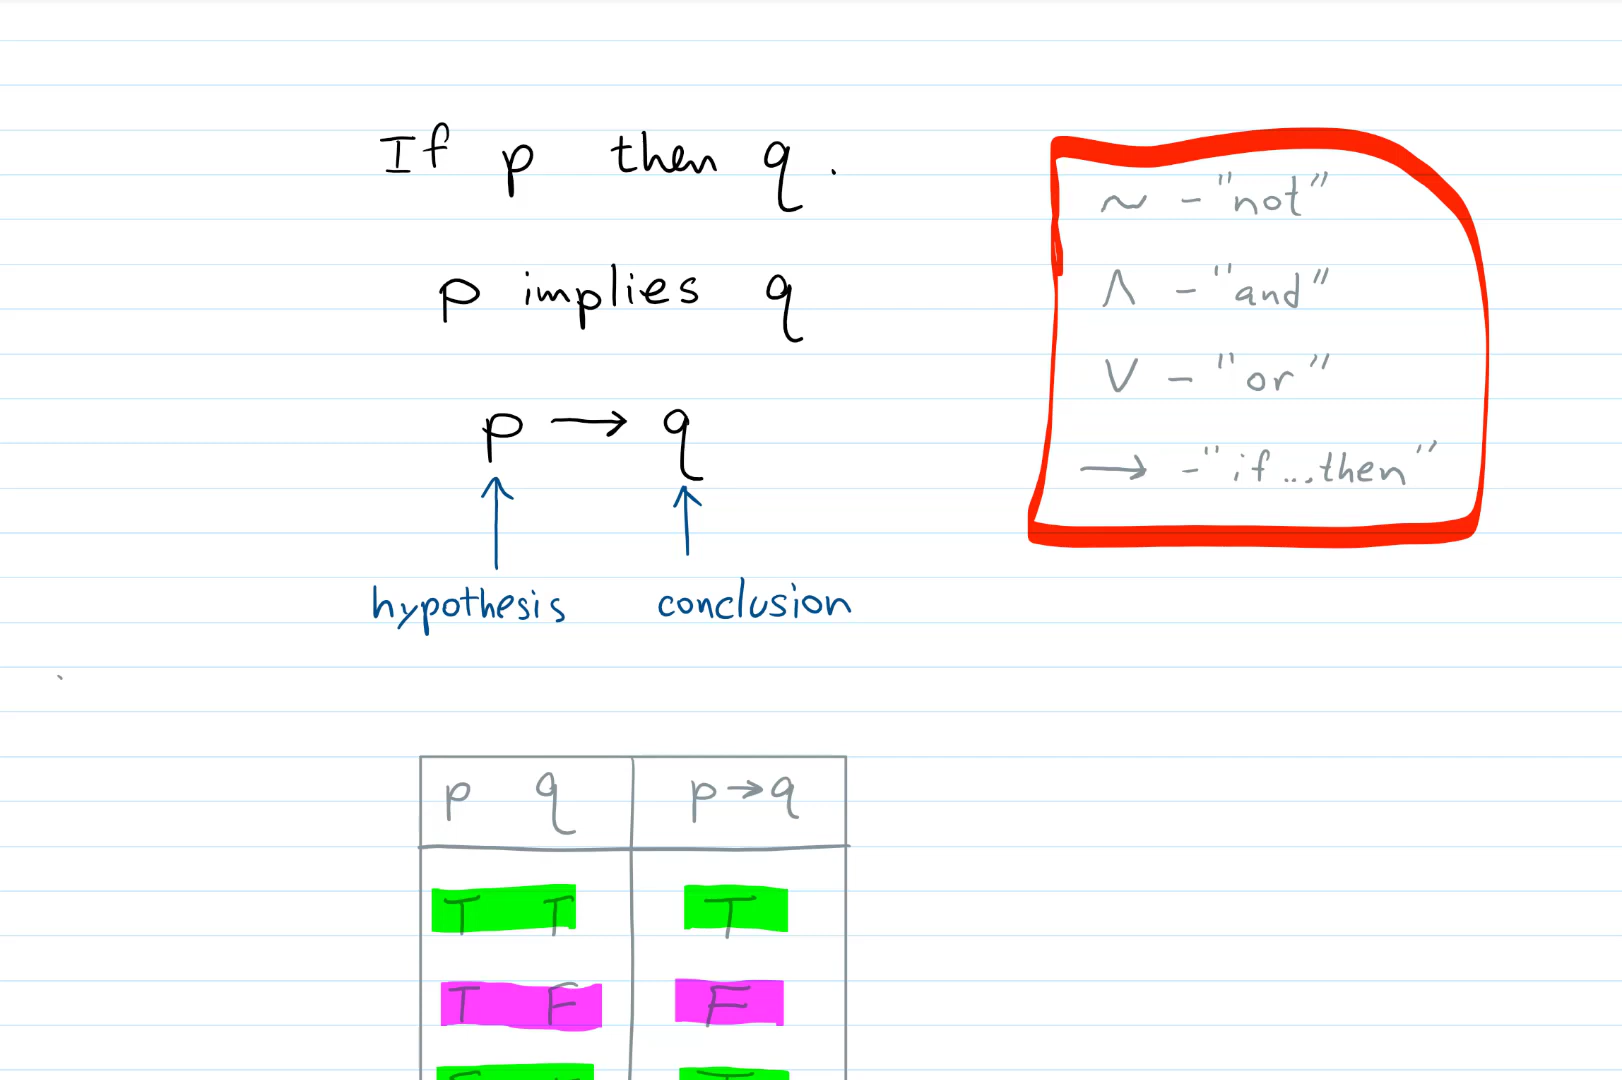 If p then q.
p implies q
p → q
hypothesis conclusion
~ - "not"
∧ - "and"
∨ - "or"
→ - "if...then"
p q p→q
T T T
T F F